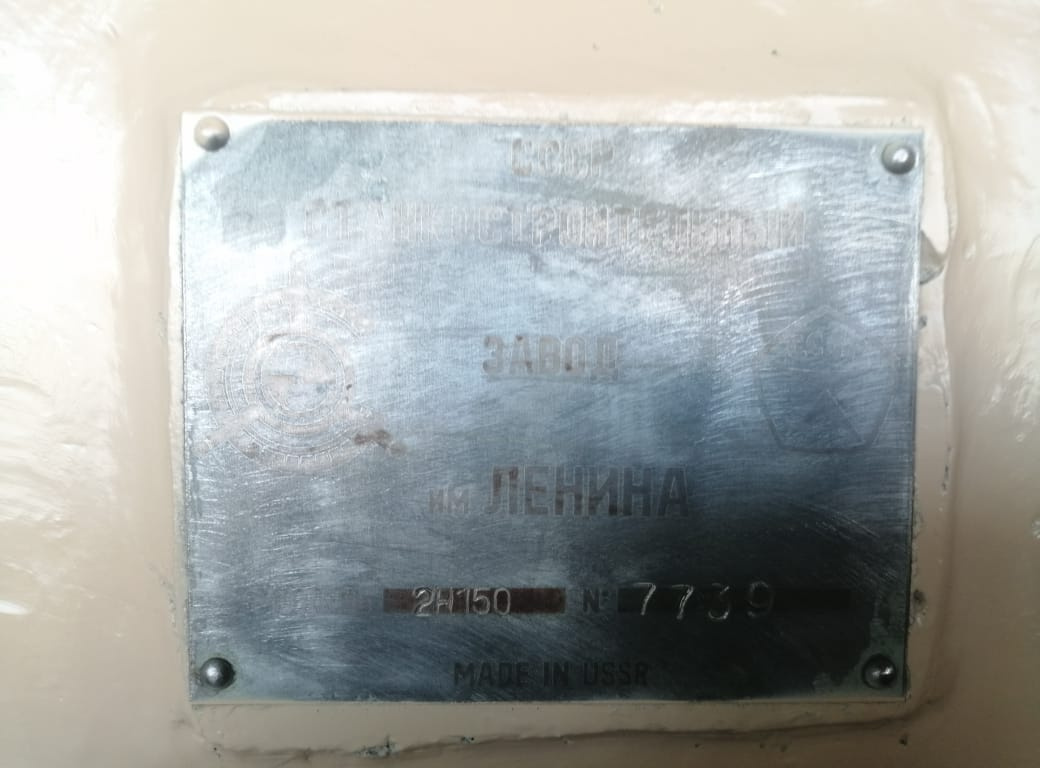 СССР
СТАНКОСТРОИТЕЛЬНЫЙ
ЗАВОД
им ЛЕНИНА
2Н150 № 7739
MADE IN USSR